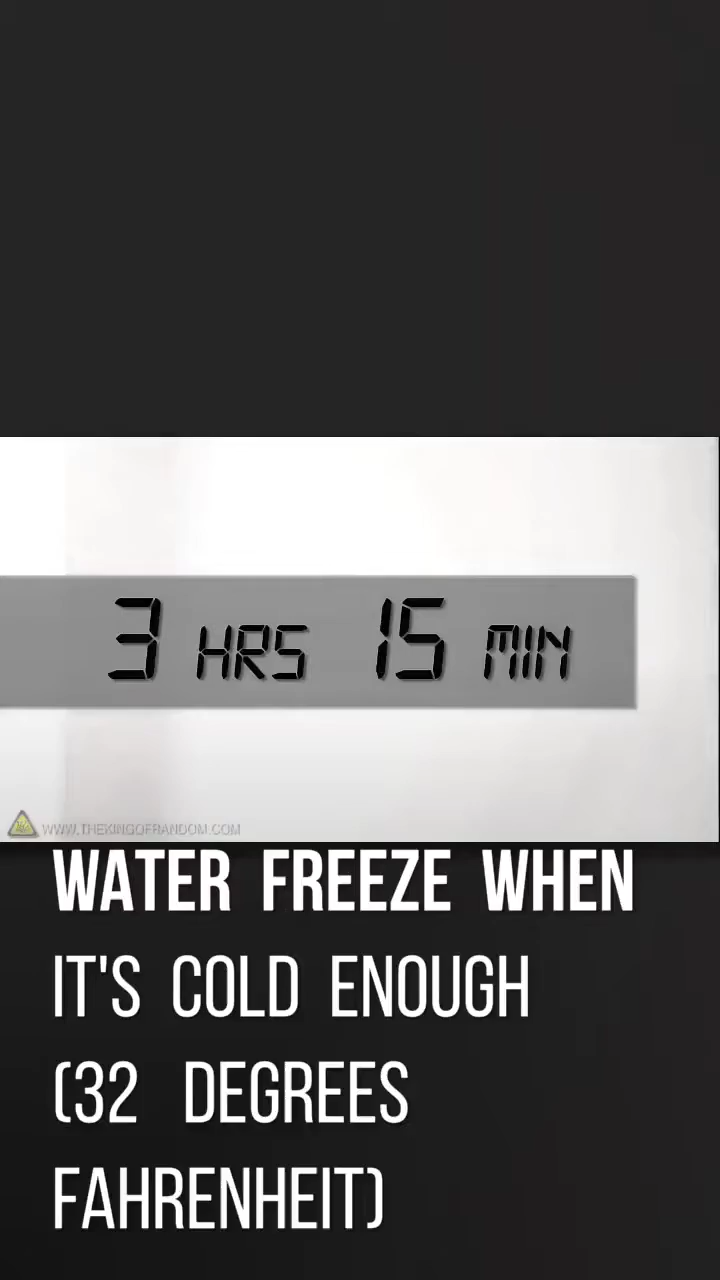 3 HRS 15 MIN
WWW.THEKINGOFRANDOM.COM
WATER FREEZE WHEN
IT'S COLD ENOUGH
(32 DEGREES
FAHRENHEIT)